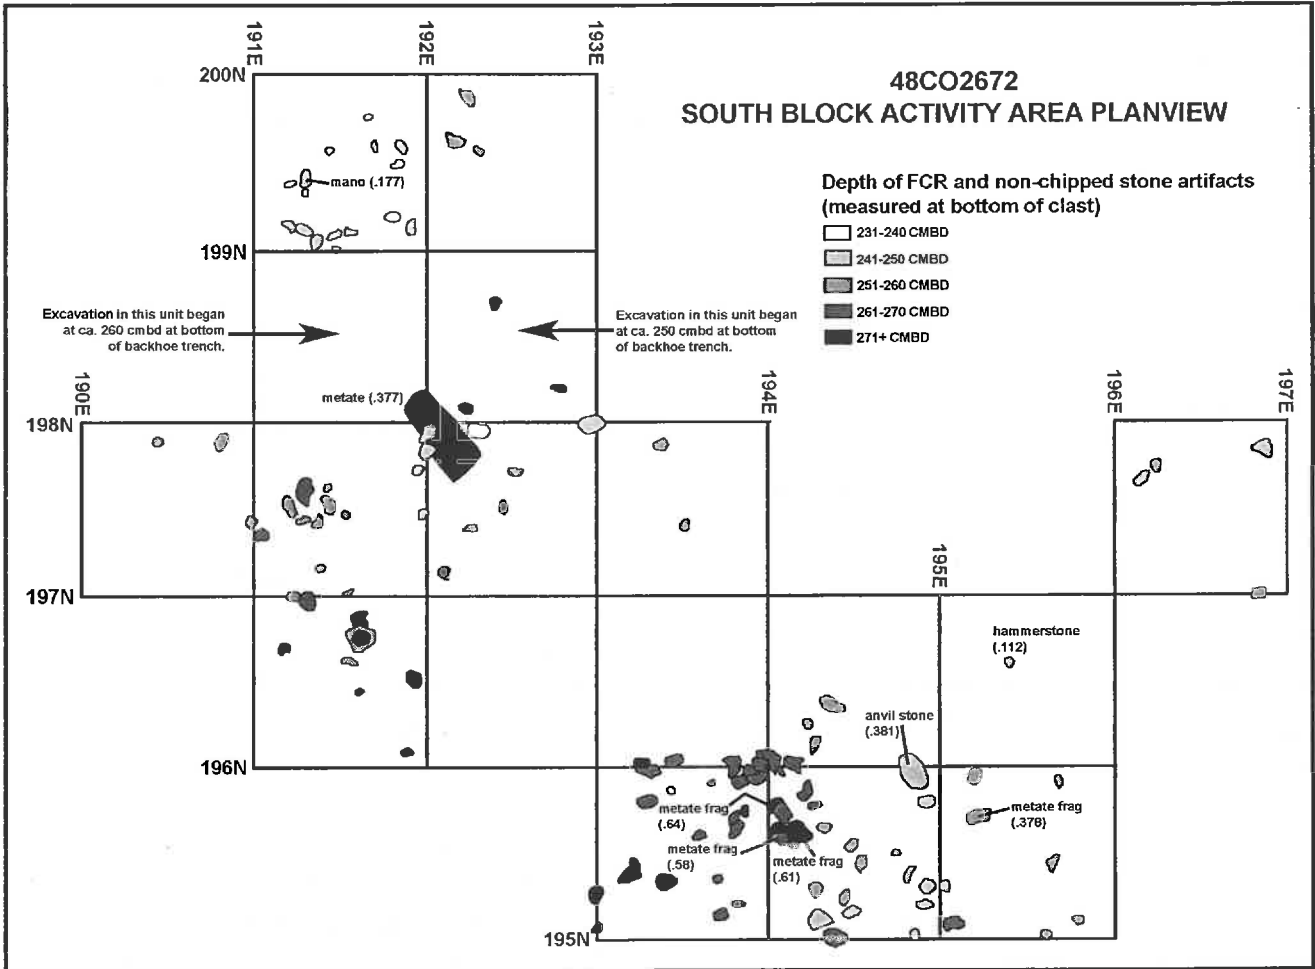 191E
192E
193E
200N
48CO2672
SOUTH BLOCK ACTIVITY AREA PLANVIEW
mano (.177)
Depth of FCR and non-chipped stone artifacts
(measured at bottom of clast)
231-240 CMBD
241-250 CMBD
251-260 CMBD
261-270 CMBD
271+ CMBD
199N
Excavation in this unit began
at ca. 260 cmbd at bottom
of backhoe trench.
Excavation in this unit began
at ca. 250 cmbd at bottom
of backhoe trench.
190E
194E
196E
197E
metate (.377)
198N
195E
197N
hammerstone
(.112)
anvil stone
(.381)
196N
metate frag
(.64)
metate frag
(.378)
metate frag
(.58)
metate frag
(.61)
195N